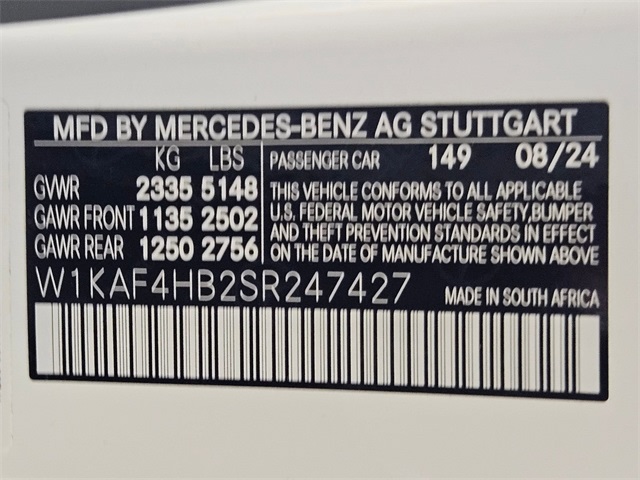 MFD BY MERCEDES-BENZ AG STUTTGART
KG LBS PASSENGER CAR 149 08/24
GVWR 2335 5148
GAWR FRONT 1135 2502
GAWR REAR 1250 2756
THIS VEHICLE CONFORMS TO ALL APPLICABLE
U.S. FEDERAL MOTOR VEHICLE SAFETY, BUMPER
AND THEFT PREVENTION STANDARDS IN EFFECT
ON THE DATE OF MANUFACTURE SHOWN ABOVE
W1KAF4HB2SR247427 MADE IN SOUTH AFRICA